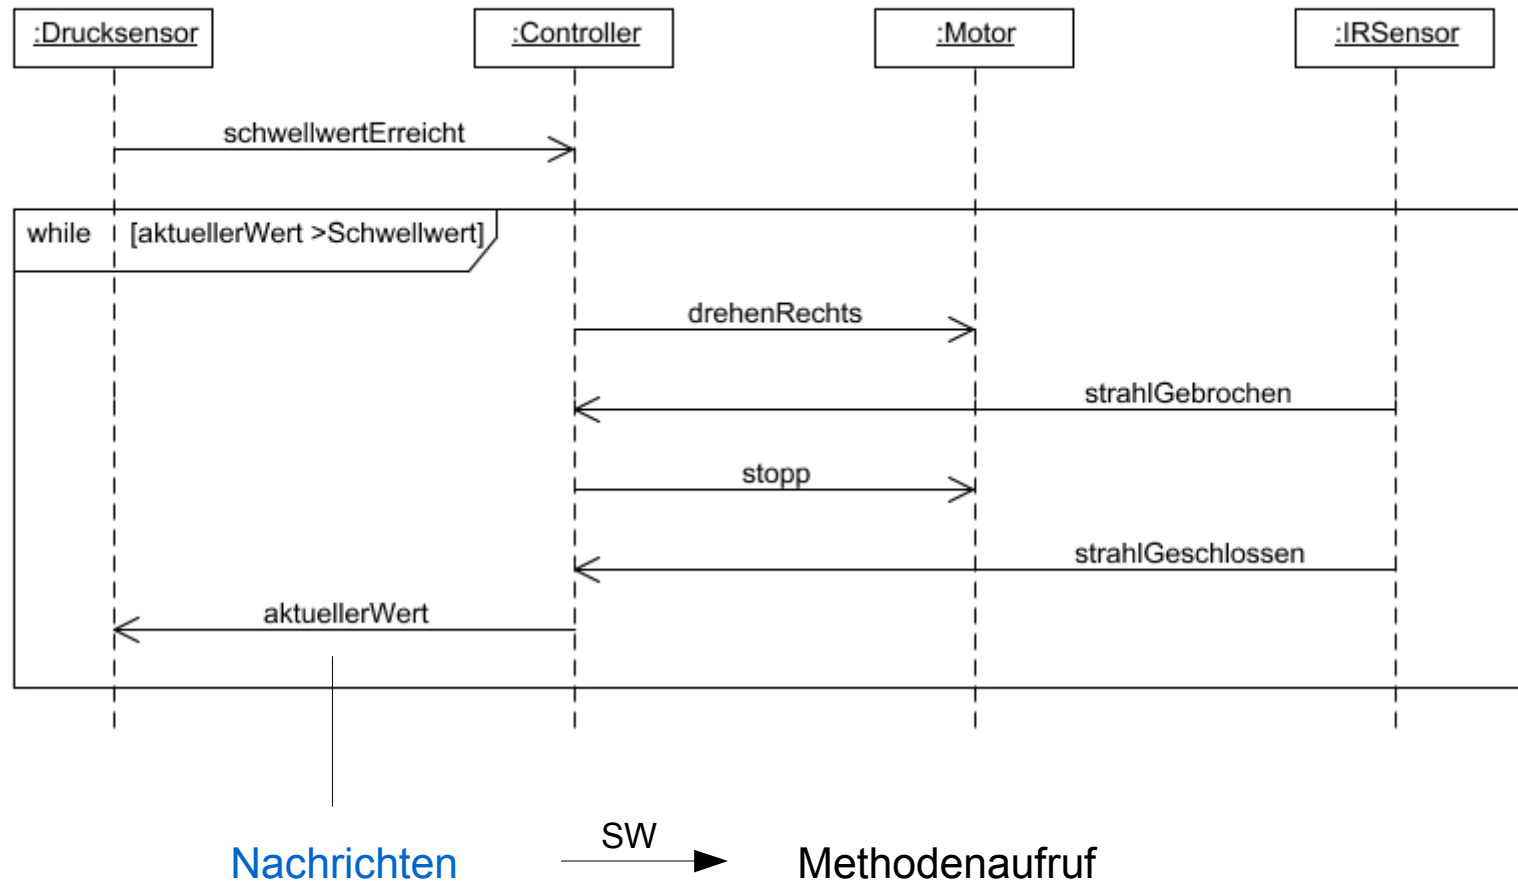 :Drucksensor :Controller :Motor :IRSensor
schwellwertErreicht
while [aktuellerWert >Schwellwert]
drehenRechts
strahlGebrochen
stopp
strahlGeschlossen
aktuellerWert
SW
Nachrichten Methodenaufruf